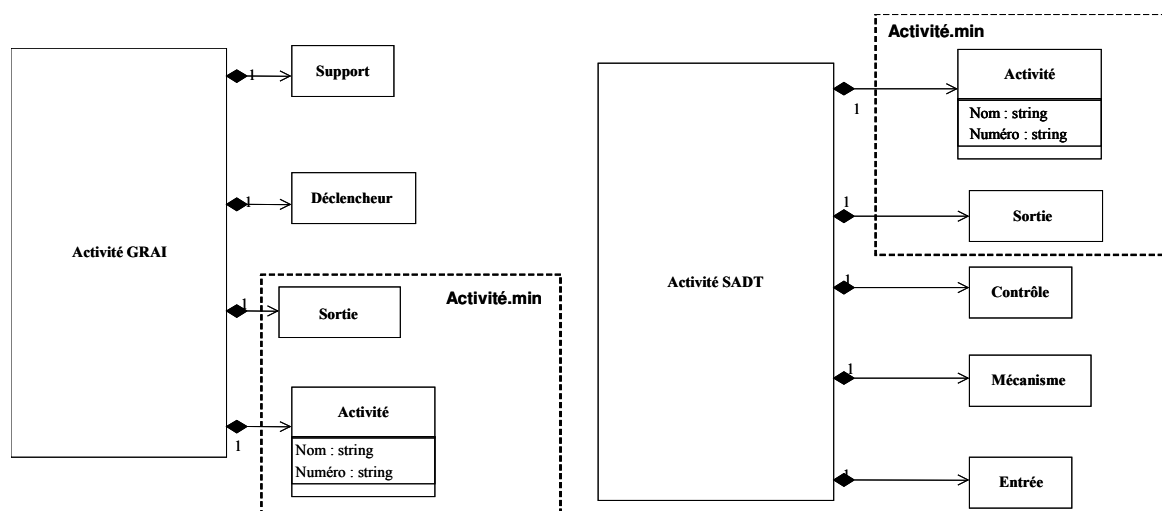 1
Support
1
Déclencheur
Activité GRAI
Activité.min
1
Sortie
1
Activité
Nom : string
Numéro : string
Activité.min
1
Activité
Nom : string
Numéro : string
1
Sortie
Activité SADT
1
Contrôle
1
Mécanisme
1
Entrée